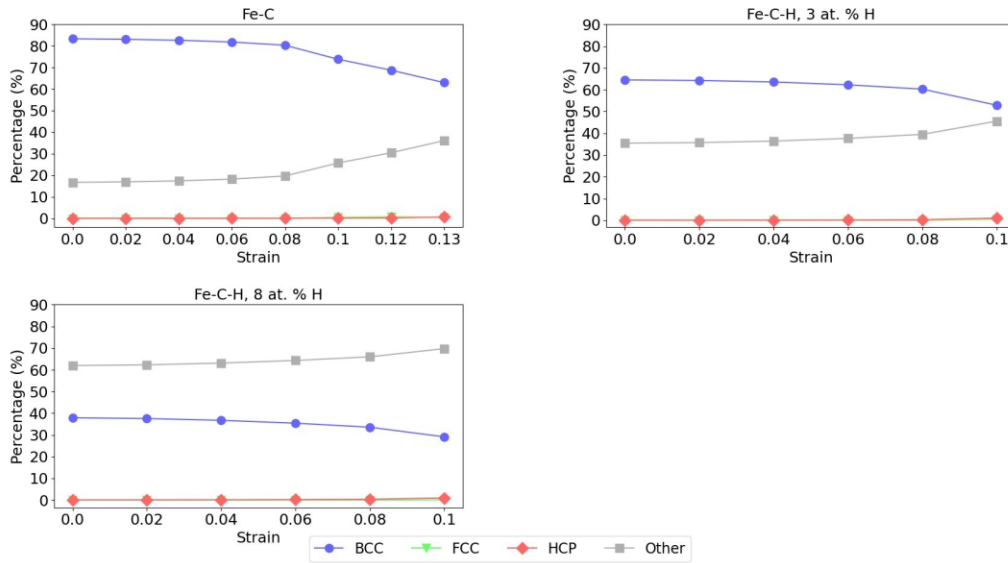 Fe-C
Percentage (%)
90
80
70
60
50
40
30
20
10
0
0.0 0.02 0.04 0.06 0.08 0.1 0.12 0.13
Strain
Fe-C-H, 3 at. % H
Percentage (%)
90
80
70
60
50
40
30
20
10
0
0.0 0.02 0.04 0.06 0.08 0.1
Strain
Fe-C-H, 8 at. % H
Percentage (%)
90
80
70
60
50
40
30
20
10
0
0.0 0.02 0.04 0.06 0.08 0.1
Strain
BCC FCC HCP Other